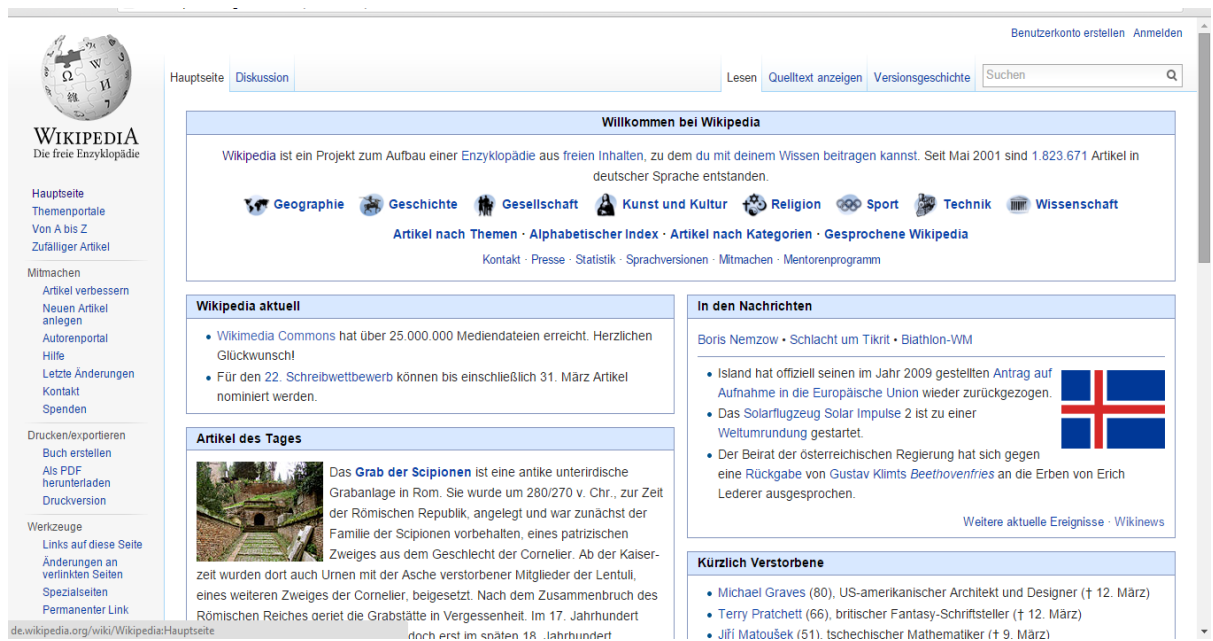 Benutzerkonto erstellen Anmelden
Hauptseite Diskussion Lesen Quelltext anzeigen Versionsgeschichte Suchen
WIKIPEDIA
Die freie Enzyklopädie
Hauptseite
Themenportale
Von A bis Z
Zufälliger Artikel
Mitmachen
Artikel verbessern
Neuen Artikel
anlegen
Autorenportal
Hilfe
Letzte Änderungen
Kontakt
Spenden
Drucken/exportieren
Buch erstellen
Als PDF
herunterladen
Druckversion
Werkzeuge
Links auf diese Seite
Änderungen an
verlinkten Seiten
Spezialseiten
Permanenter Link
de.wikipedia.org/wiki/Wikipedia:Hauptseite
Willkommen bei Wikipedia
Wikipedia ist ein Projekt zum Aufbau einer Enzyklopädie aus freien Inhalten, zu dem du mit deinem Wissen beitragen kannst. Seit Mai 2001 sind 1.823.671 Artikel in
deutscher Sprache entstanden.
Geographie Geschichte Gesellschaft Kunst und Kultur Religion Sport Technik Wissenschaft
Artikel nach Themen · Alphabetischer Index · Artikel nach Kategorien · Gesprochene Wikipedia
Kontakt · Presse · Statistik · Sprachversionen · Mitmachen · Mentorenprogramm
Wikipedia aktuell
• Wikimedia Commons hat über 25.000.000 Mediendateien erreicht. Herzlichen
Glückwunsch!
• Für den 22. Schreibwettbewerb können bis einschließlich 31. März Artikel
nominiert werden.
Artikel des Tages
Das Grab der Scipionen ist eine antike unterirdische
Grabanlage in Rom. Sie wurde um 280/270 v. Chr., zur Zeit
der Römischen Republik, angelegt und war zunächst der
Familie der Scipionen vorbehalten, eines patrizischen
Zweiges aus dem Geschlecht der Cornelier. Ab der Kaiser-
zeit wurden dort auch Urnen mit der Asche verstorbener Mitglieder der Lentuli,
eines weiteren Zweiges der Cornelier, beigesetzt. Nach dem Zusammenbruch des
Römischen Reiches geriet die Grabstätte in Vergessenheit. Im 17. Jahrhundert
doch erst im späten 18. Jahrhundert
In den Nachrichten
Boris Nemzow • Schlacht um Tikrit • Biathlon-WM
• Island hat offiziell seinen im Jahr 2009 gestellten Antrag auf
Aufnahme in die Europäische Union wieder zurückgezogen.
• Das Solarflugzeug Solar Impulse 2 ist zu einer
Weltumrundung gestartet.
• Der Beirat der österreichischen Regierung hat sich gegen
eine Rückgabe von Gustav Klimts Beethovenfries an die Erben von Erich
Lederer ausgesprochen.
Weitere aktuelle Ereignisse · Wikinews
Kürzlich Verstorbene
• Michael Graves (80), US-amerikanischer Architekt und Designer († 12. März)
• Terry Pratchett (66), britischer Fantasy-Schriftsteller († 12. März)
• Jiří Matoušek (51), tschechischer Mathematiker († 9. März)